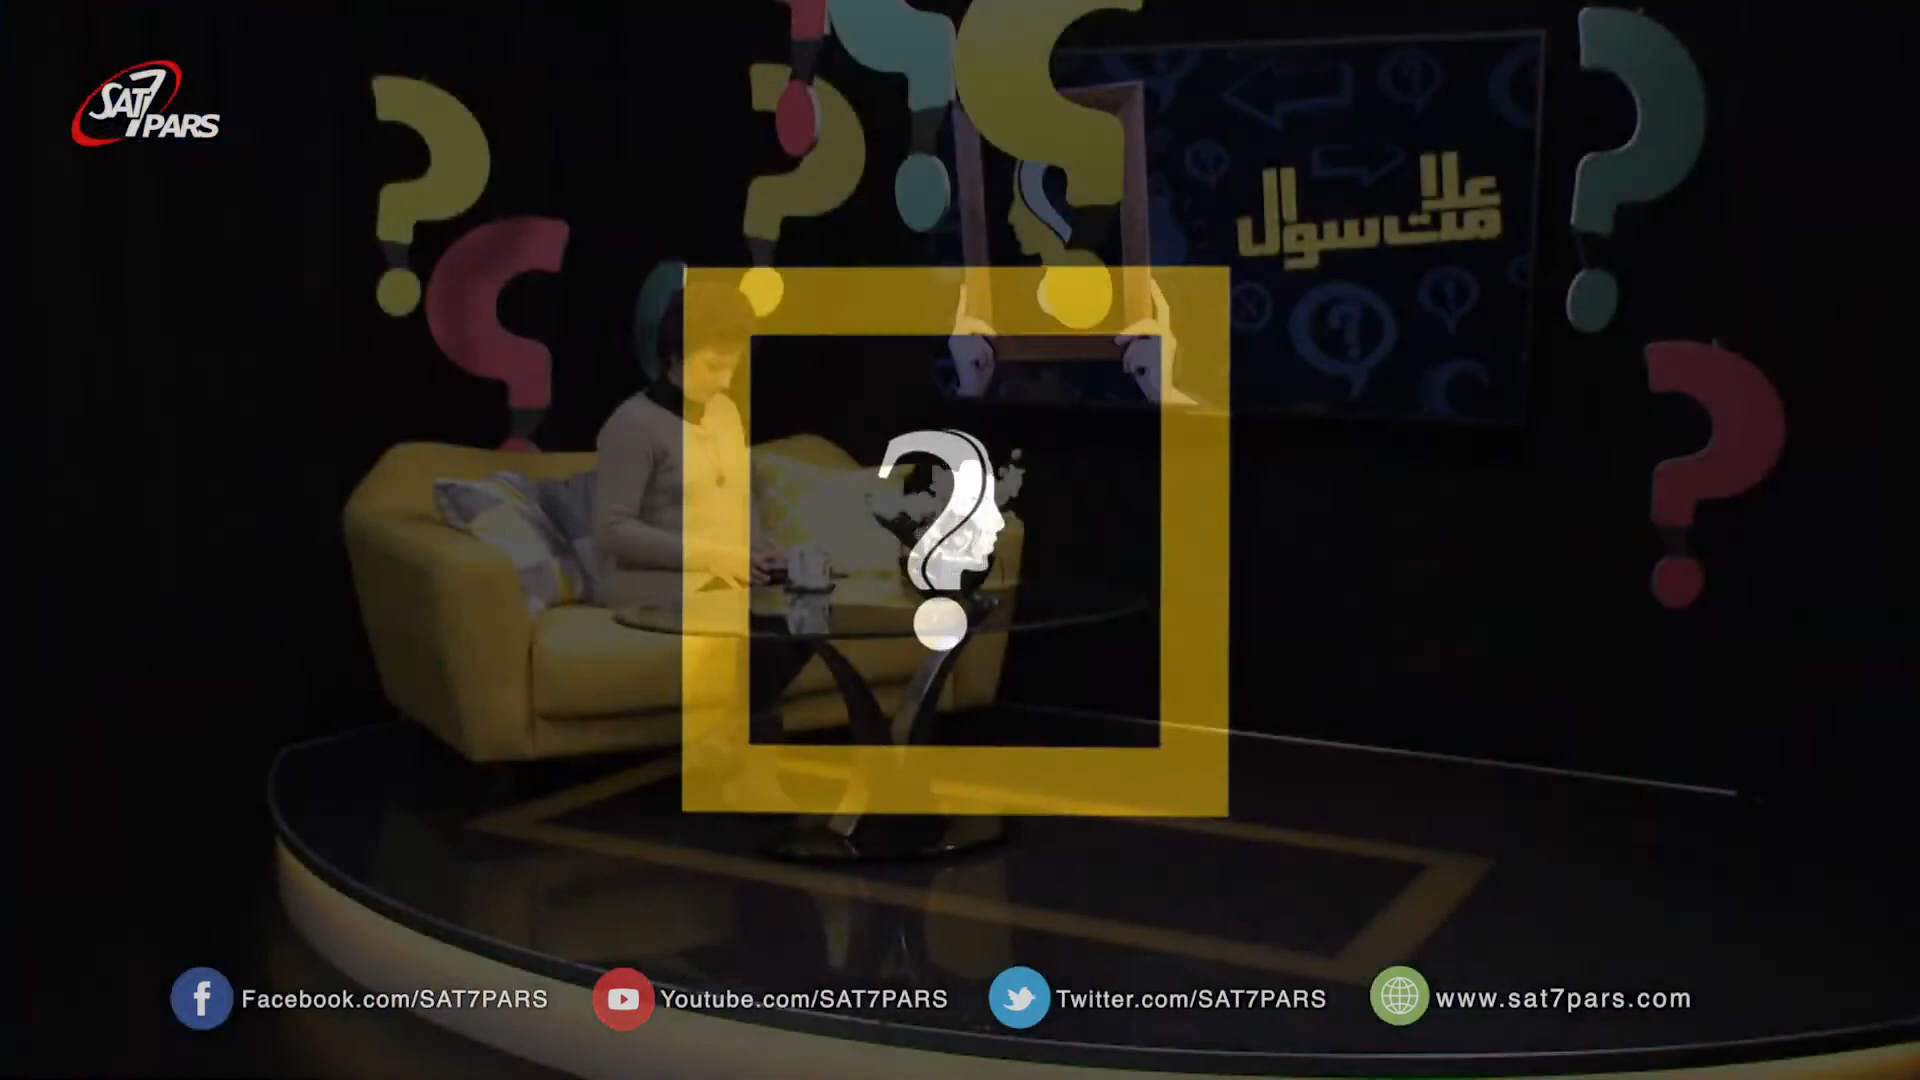 SAT7 PARS
علامت سوال
Facebook.com/SAT7PARS
Youtube.com/SAT7PARS
Twitter.com/SAT7PARS
www.sat7pars.com